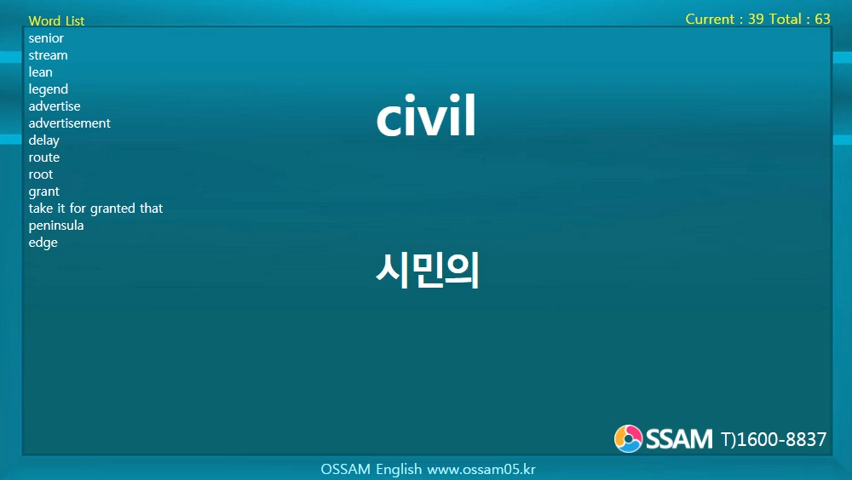 Word List
Current : 39 Total : 63
senior
stream
lean
legend
advertise
advertisement
delay
route
root
grant
take it for granted that
peninsula
edge
civil
시민의
SSAM T)1600-8837
OSSAM English www.ossam05.kr